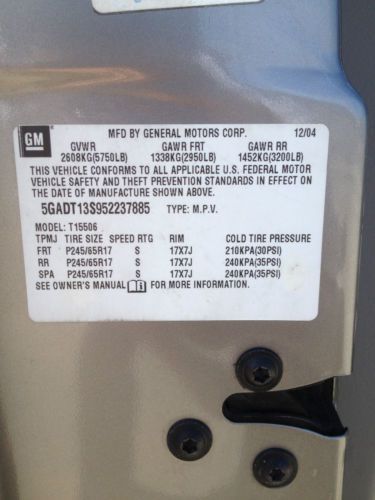 GM
MFD BY GENERAL MOTORS CORP. 12/04
GVWR GAWR FRT GAWR RR
2608KG(5750LB) 1338KG(2950LB) 1452KG(3200LB)
THIS VEHICLE CONFORMS TO ALL APPLICABLE U.S. FEDERAL MOTOR
VEHICLE SAFETY AND THEFT PREVENTION STANDARDS IN EFFECT ON
THE DATE OF MANUFACTURE SHOWN ABOVE.
5GADT13S952237885 TYPE: M.P.V.
MODEL: T15506
TPMJ TIRE SIZE SPEED RTG RIM COLD TIRE PRESSURE
FRT P245/65R17 S 17X7J 210KPA(30PSI)
RR P245/65R17 S 17X7J 240KPA(35PSI)
SPA P245/65R17 S 17X7J 240KPA(35PSI)
SEE OWNER'S MANUAL FOR MORE INFORMATION.